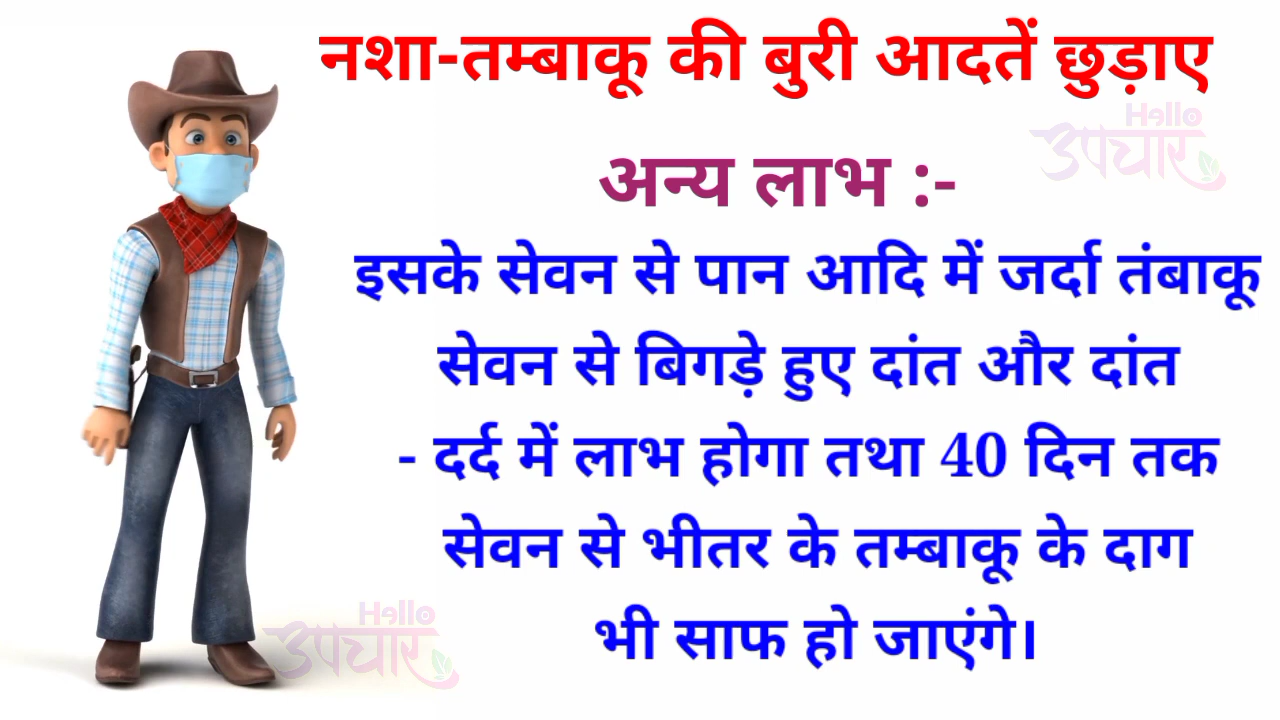 नशा-तम्बाकू की बुरी आदतें छुड़ाए
Hello
उपचार
अन्य लाभ :-
इसके सेवन से पान आदि में जर्दा तंबाकू
सेवन से बिगड़े हुए दांत और दांत
- दर्द में लाभ होगा तथा 40 दिन तक
सेवन से भीतर के तम्बाकू के दाग
भी साफ हो जाएंगे।
Hello
उपचार